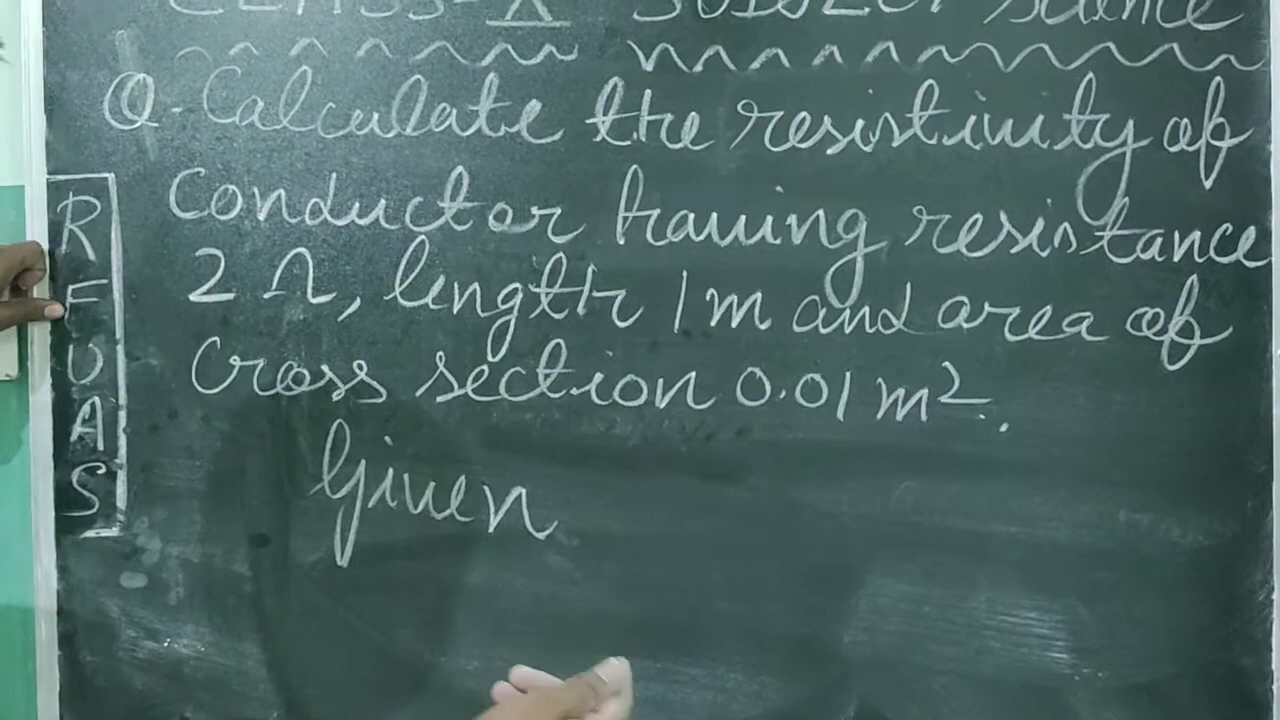 CLASS-X SUBJECT Science
Q. Calculate the resistivity of
Conductor having resistance
2 Ω, length 1 m and area of
Cross section 0.01 m².
Given
R
F
U
A
S